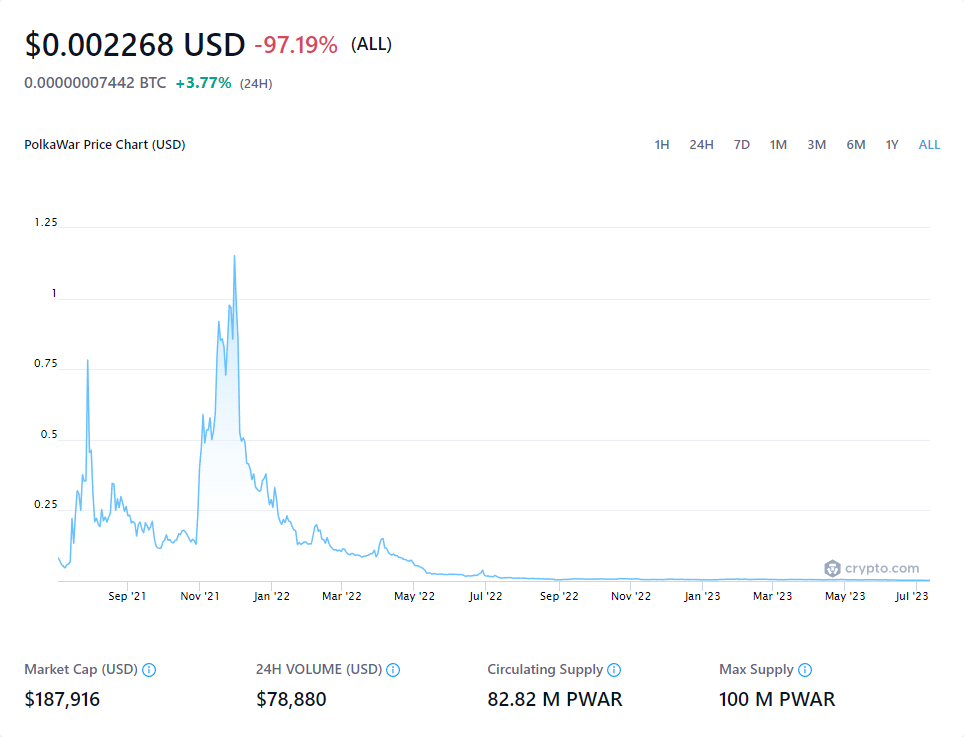 $0.002268 USD -97.19% (ALL)
0.00000007442 BTC +3.77% (24H)
PolkaWar Price Chart (USD) 1H 24H 7D 1M 3M 6M 1Y ALL
1.25
1
0.75
0.5
0.25
crypto.com
Sep '21 Nov '21 Jan '22 Mar '22 May '22 Jul '22 Sep '22 Nov '22 Jan '23 Mar '23 May '23 Jul '23
Market Cap (USD) 24H VOLUME (USD) Circulating Supply Max Supply
$187,916 $78,880 82.82 M PWAR 100 M PWAR